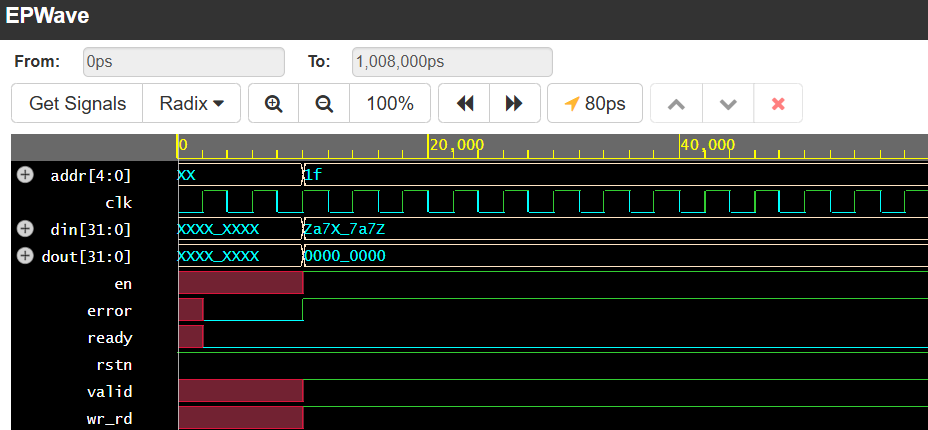 EPWave
From: 0ps To: 1,008,000ps
Get Signals Radix 100% 80ps
0 20,000 40,000
addr[4:0] XX 1f
clk
din[31:0] XXXX_XXXX Za7X_7a7Z
dout[31:0] XXXX_XXXX 0000_0000
en
error
ready
rstn
valid
wr_rd